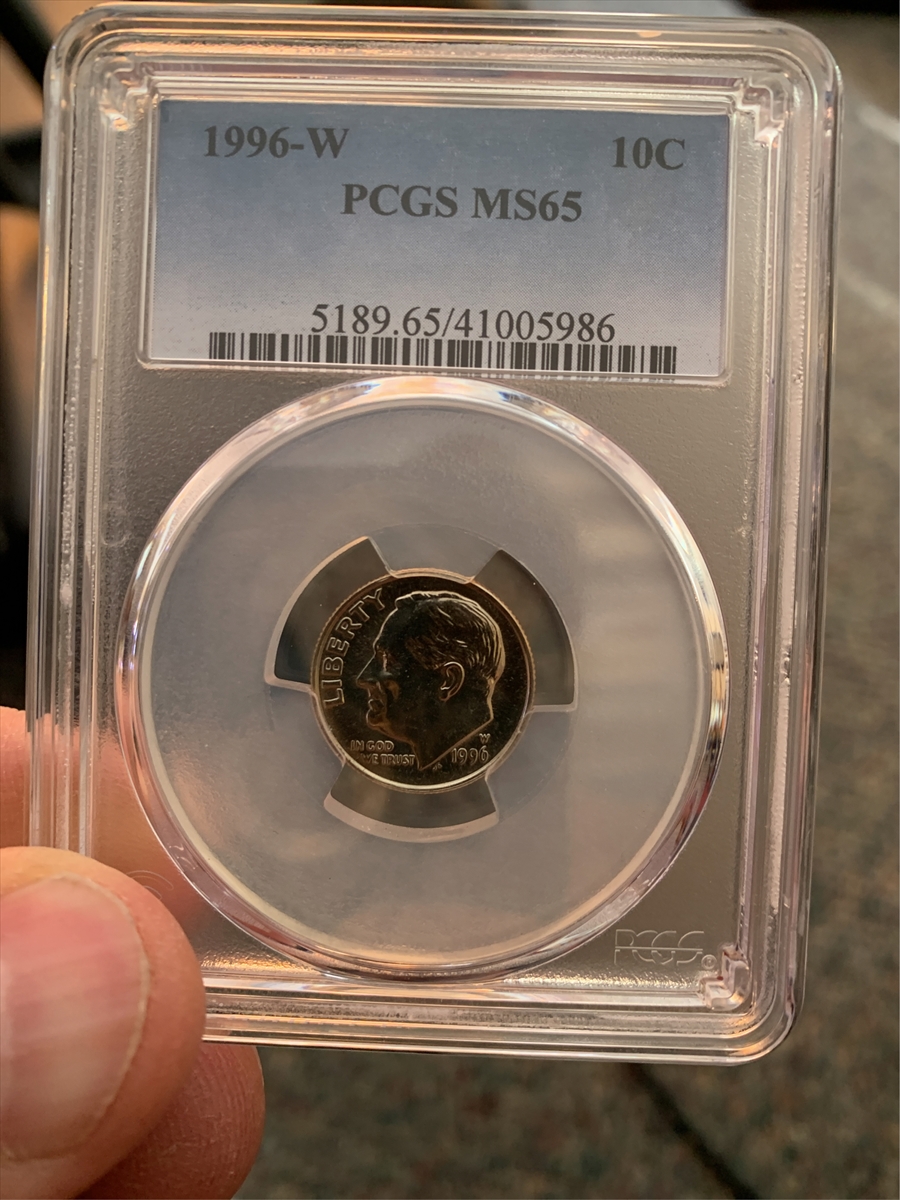 1996-W 10C
PCGS MS65
5189.65/41005986
LIBERTY
IN GOD
WE TRUST
W
1996
PCGS